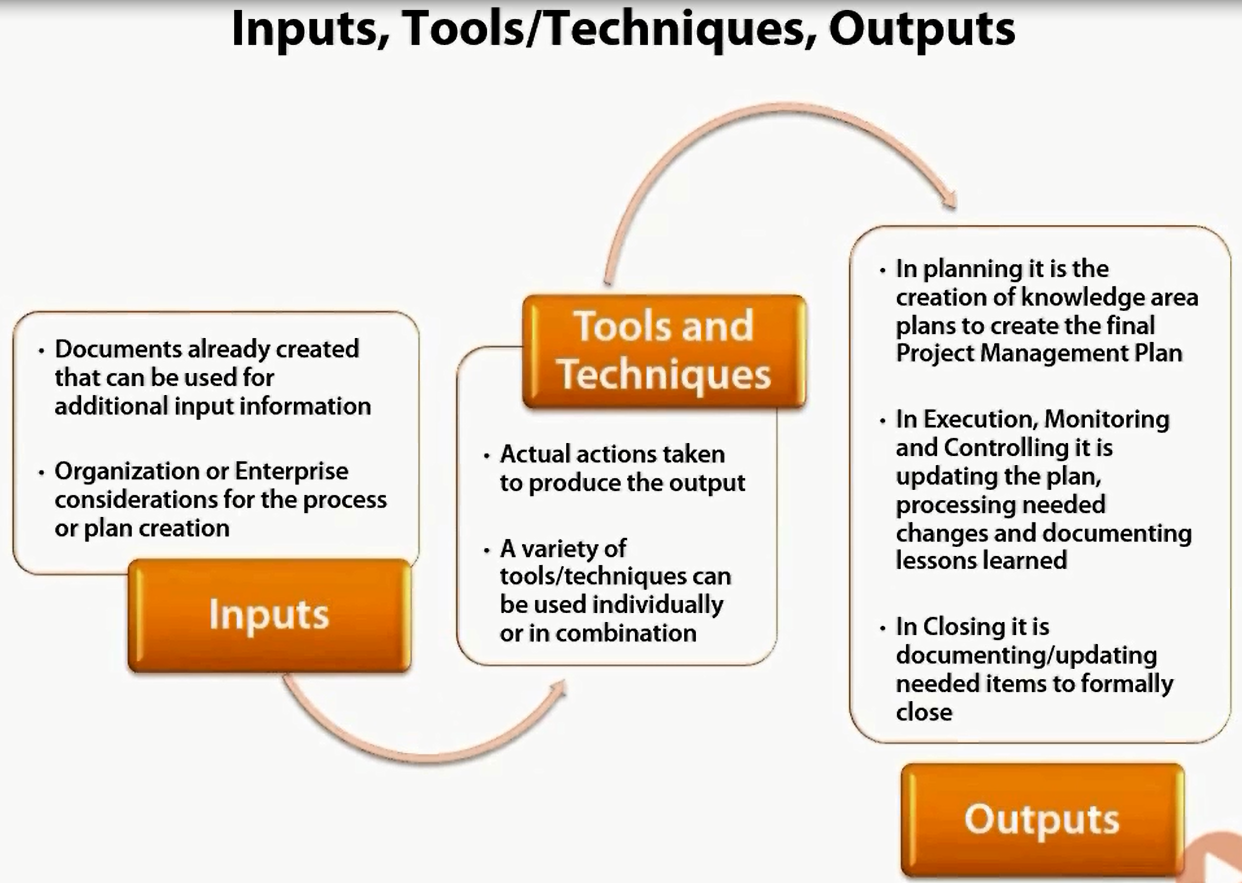 Inputs, Tools/Techniques, Outputs
• Documents already created
that can be used for
additional input information
• Organization or Enterprise
considerations for the process
or plan creation
Inputs
Tools and
Techniques
• Actual actions taken
to produce the output
• A variety of
tools/techniques can
be used individually
or in combination
• In planning it is the
creation of knowledge area
plans to create the final
Project Management Plan
• In Execution, Monitoring
and Controlling it is
updating the plan,
processing needed
changes and documenting
lessons learned
• In Closing it is
documenting/updating
needed items to formally
close
Outputs